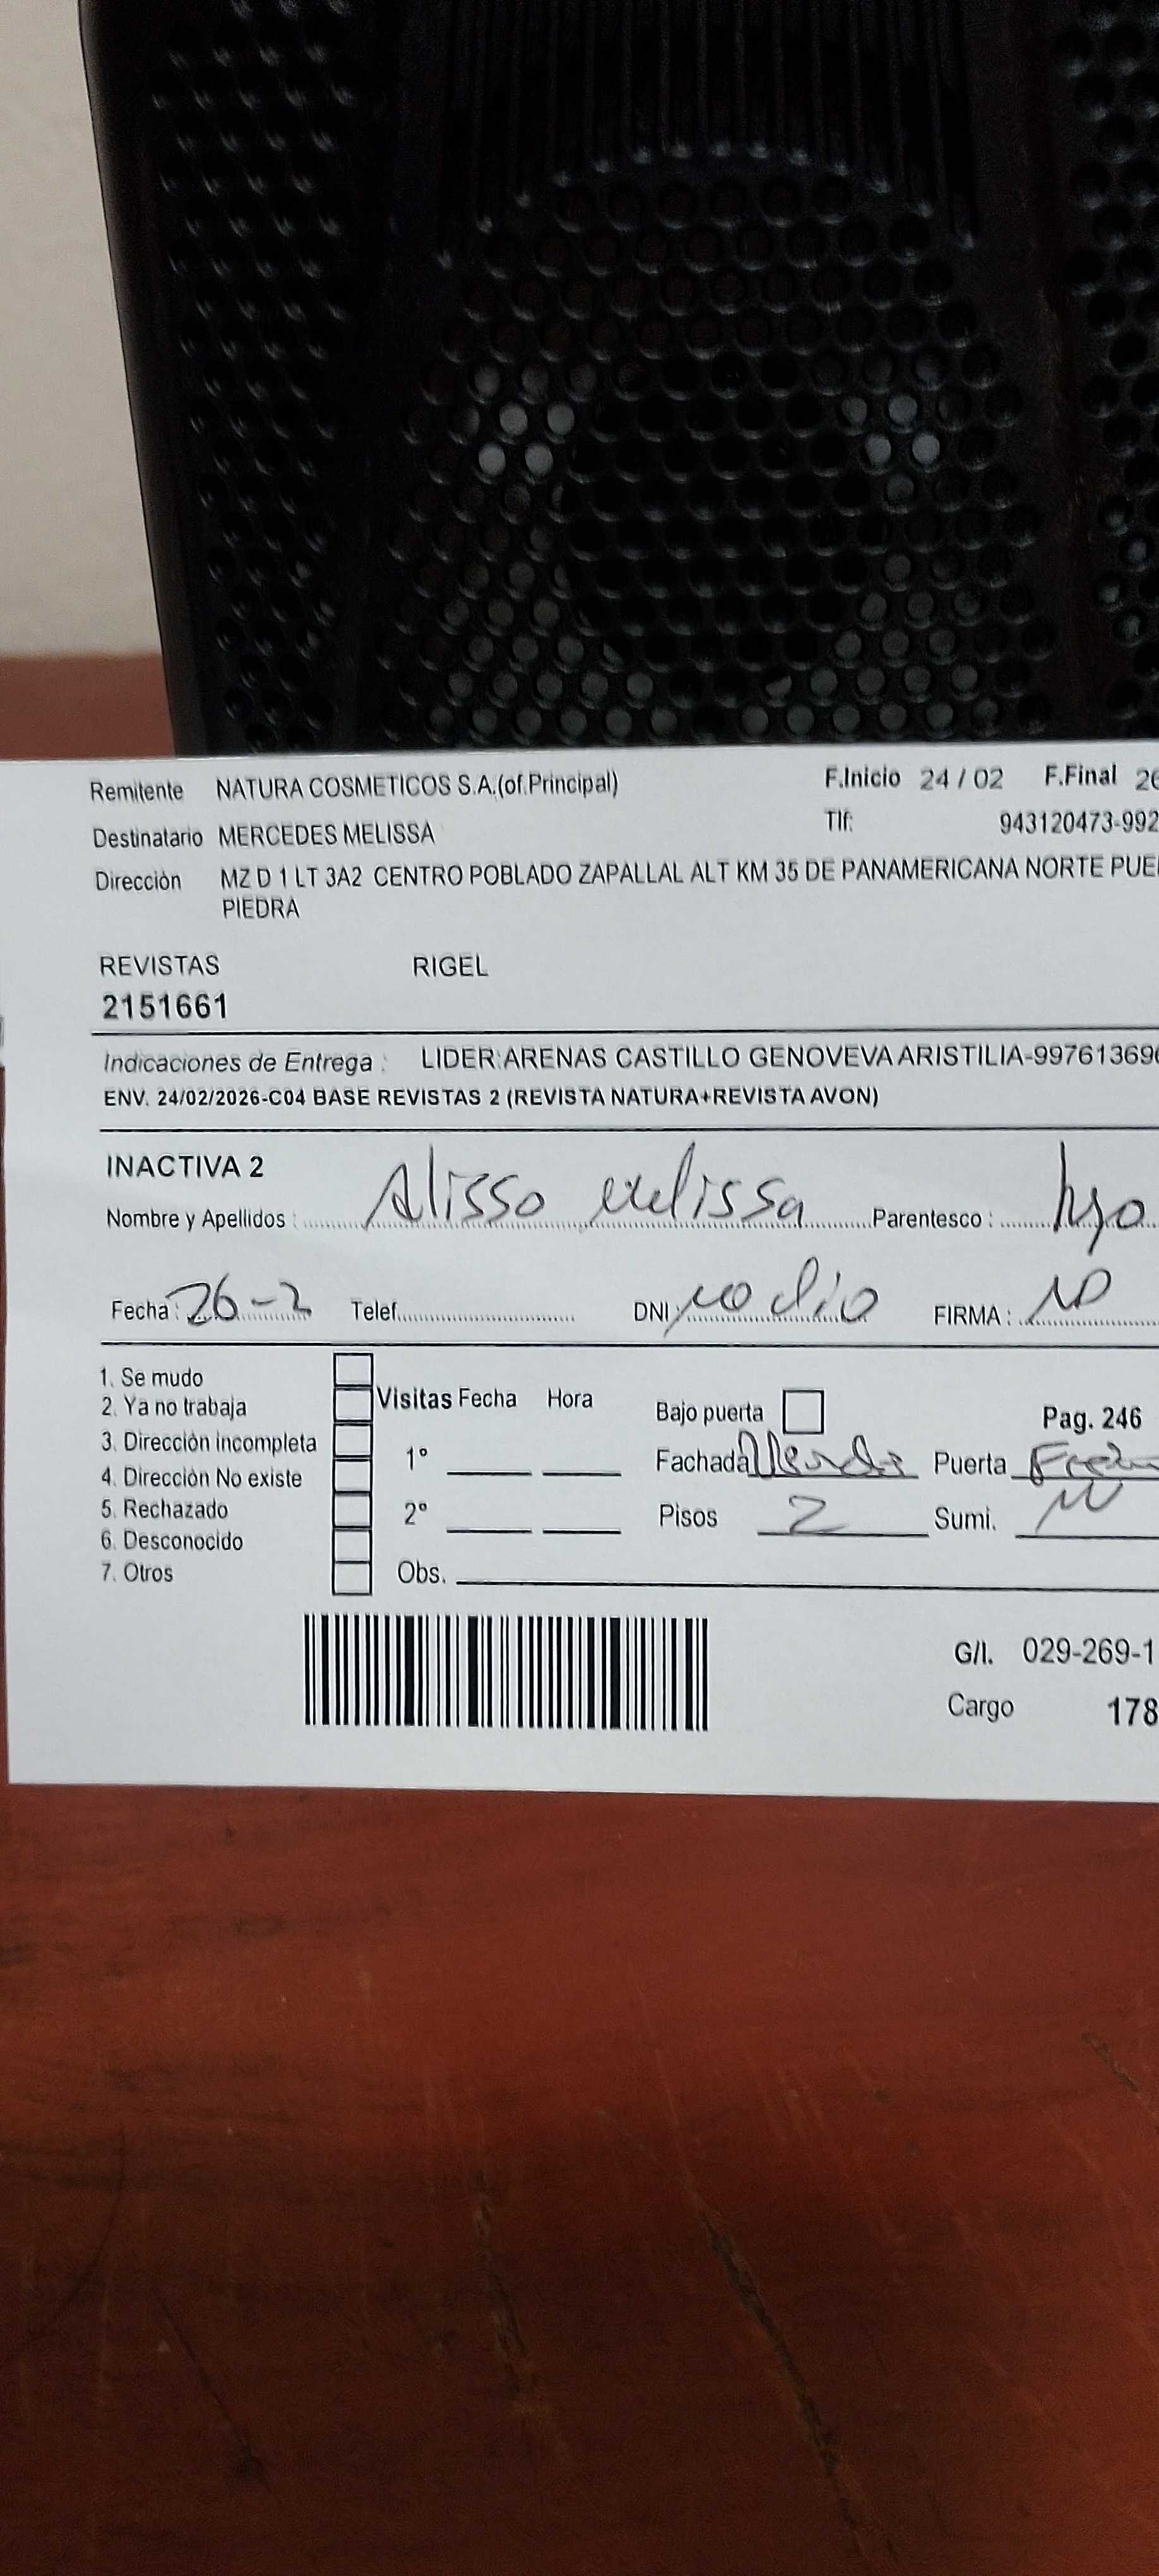 Remitente NATURA COSMETICOS S.A.(of.Principal) F.Inicio 24 / 02 F.Final 26
Destinatario MERCEDES MELISSA Tlf: 943120473-992
Dirección MZ D 1 LT 3A2 CENTRO POBLADO ZAPALLAL ALT KM 35 DE PANAMERICANA NORTE PUE
PIEDRA
REVISTAS RIGEL
2151661
Indicaciones de Entrega : LIDER:ARENAS CASTILLO GENOVEVA ARISTILIA-99761369
ENV. 24/02/2026-C04 BASE REVISTAS 2 (REVISTA NATURA+REVISTA AVON)
INACTIVA 2
Nombre y Apellidos : Alisso melissa Parentesco :
Fecha : 26-2 Telef. DNI : no dio FIRMA :
1. Se mudo
2. Ya no trabaja Visitas Fecha Hora Bajo puerta Pag. 246
3. Dirección incompleta 1° Fachada Puerta
4. Dirección No existe
5. Rechazado 2° Pisos 2 Sumi.
6. Desconocido
7. Otros Obs.
G/I. 029-269-1
Cargo 178